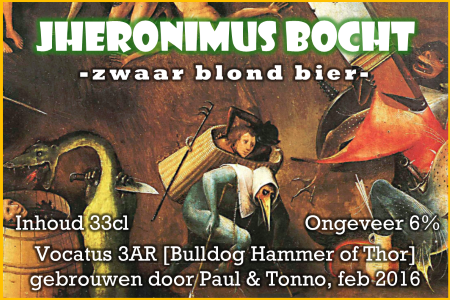 JHERONIMUS BOCHT
-zwaar blond bier-
Inhoud 33cl
Ongeveer 6%
Vocatus 3AR [Bulldog Hammer of Thor]
gebrouwen door Paul & Tonno, feb 2016